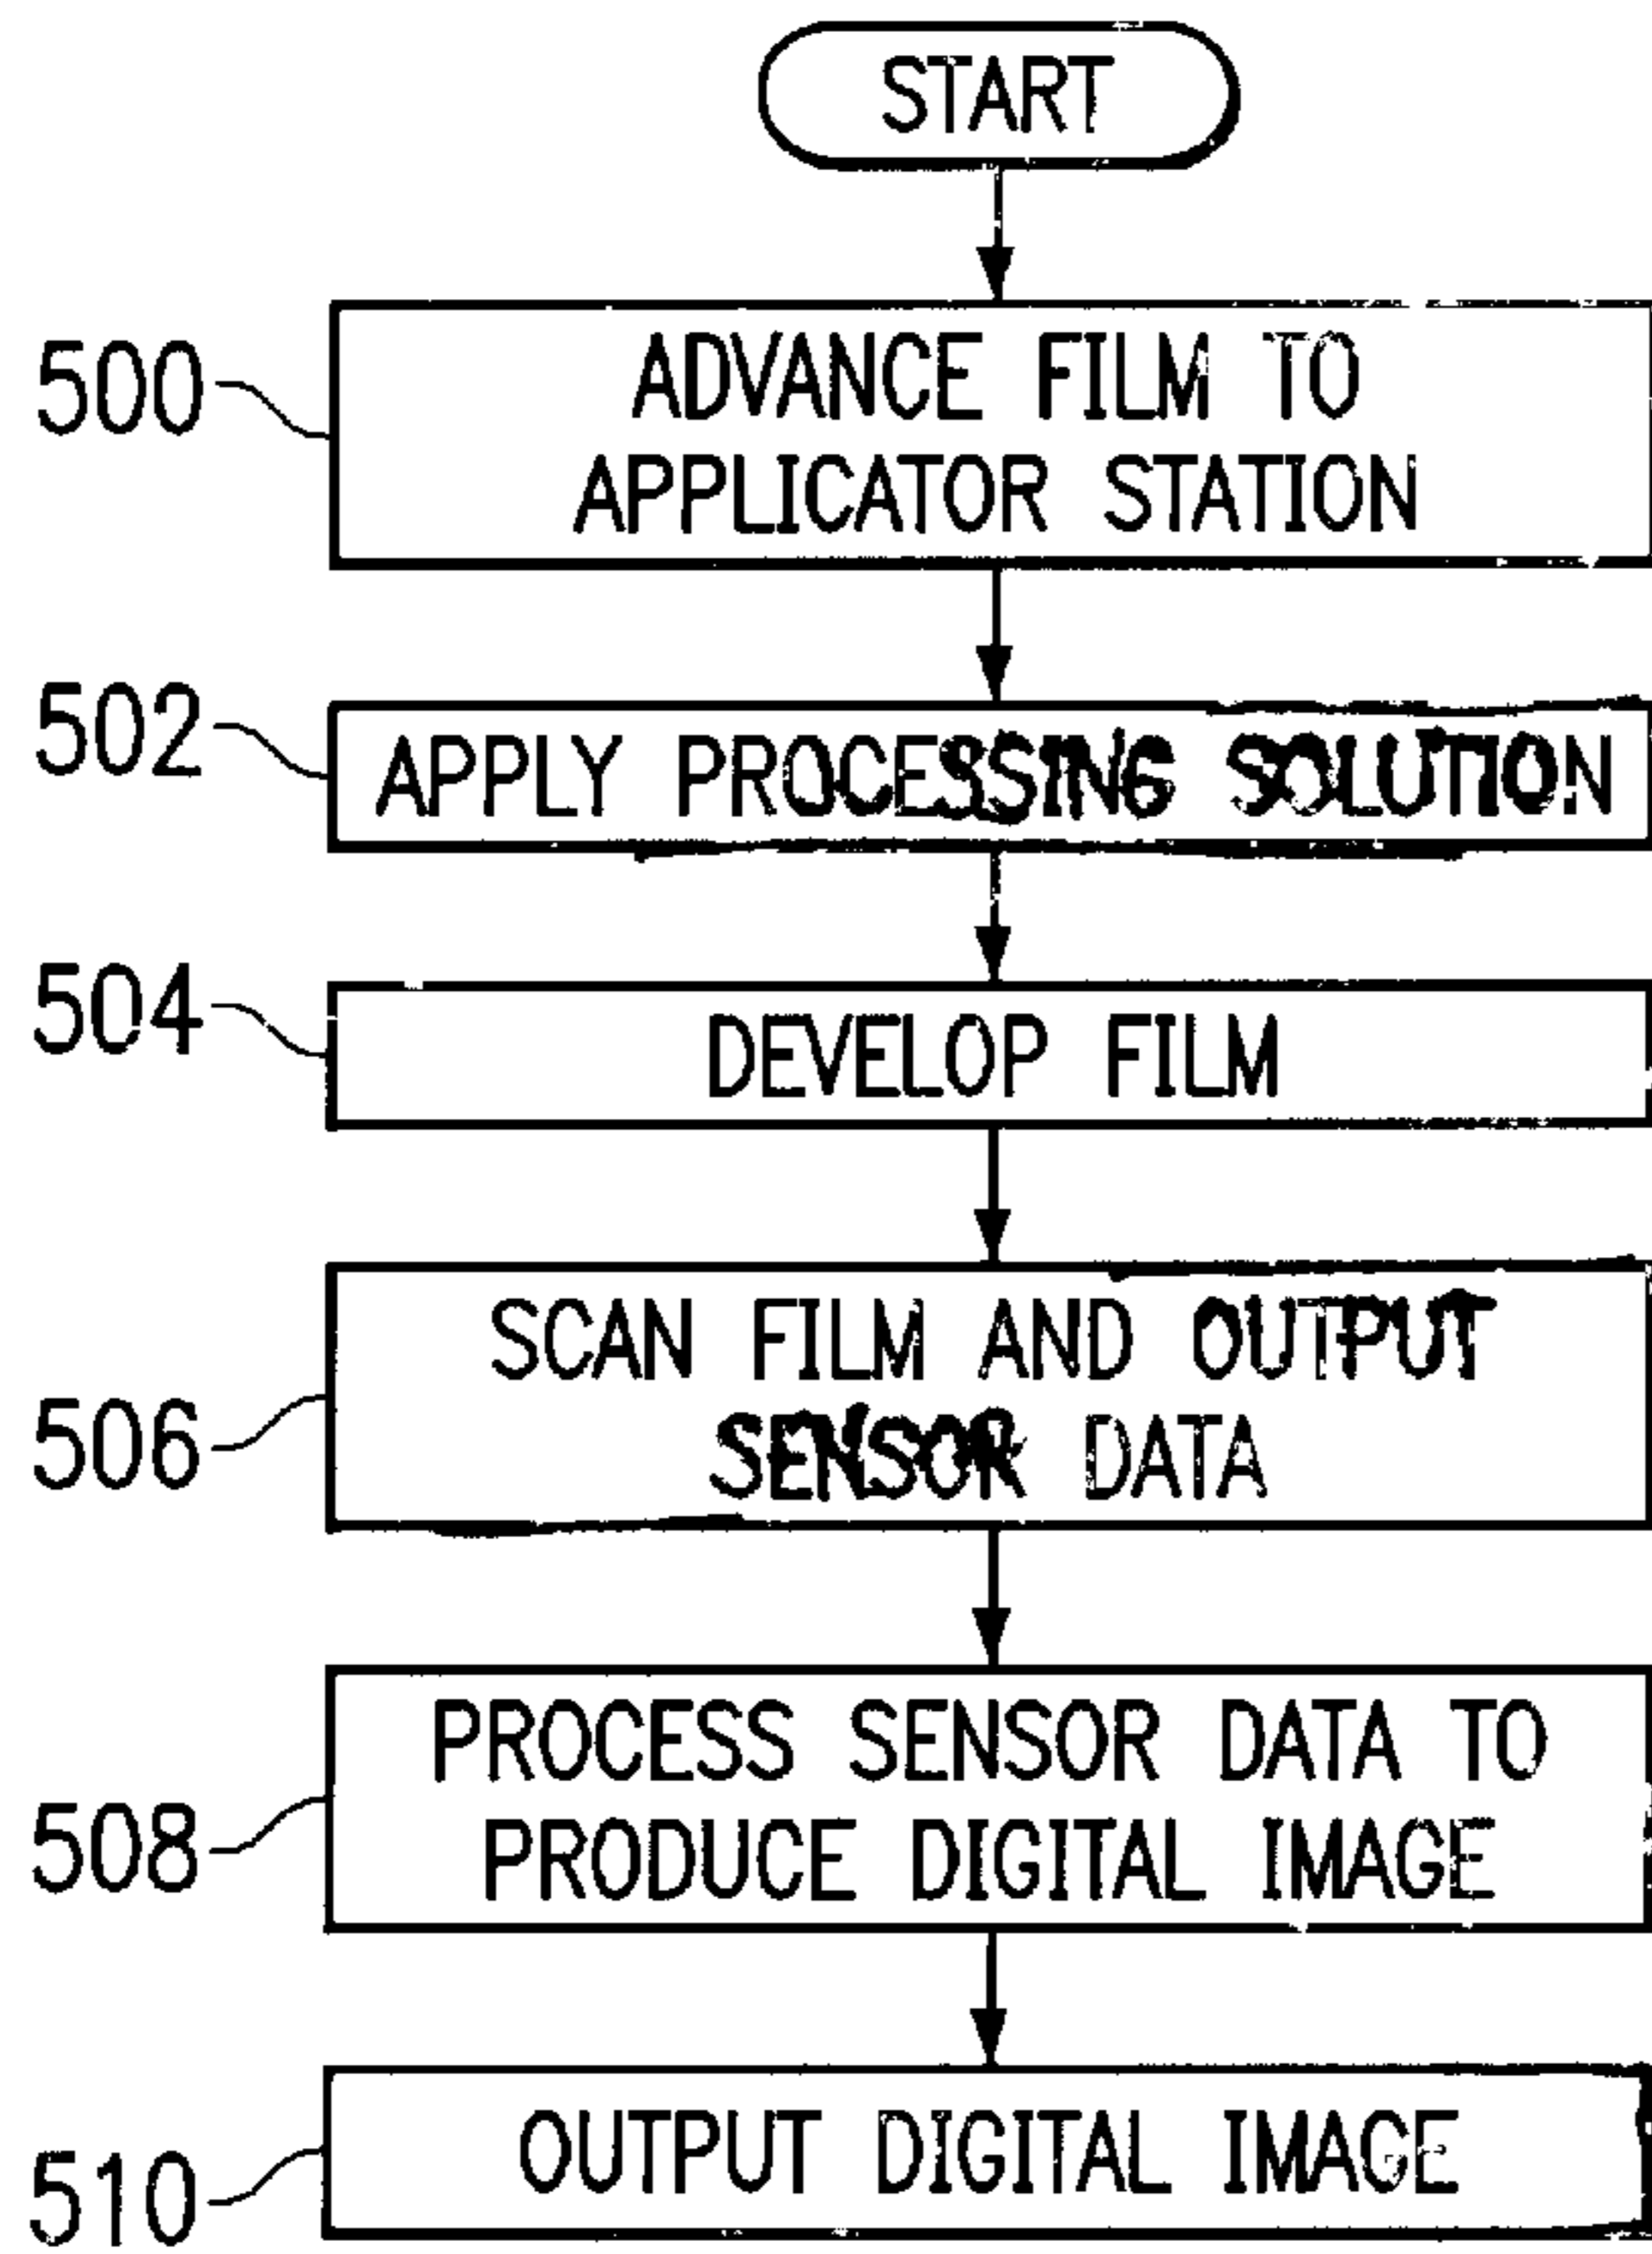 START
500
ADVANCE FILM TO
APPLICATOR STATION
502
APPLY PROCESSING SOLUTION
504
DEVELOP FILM
SCAN FILM AND OUTPUT
506
SENSOR DATA
PROCESS SENSOR DATA TO
508
PRODUCE DIGITAL IMAGE
OUTPUT DIGITAL IMAGE
510